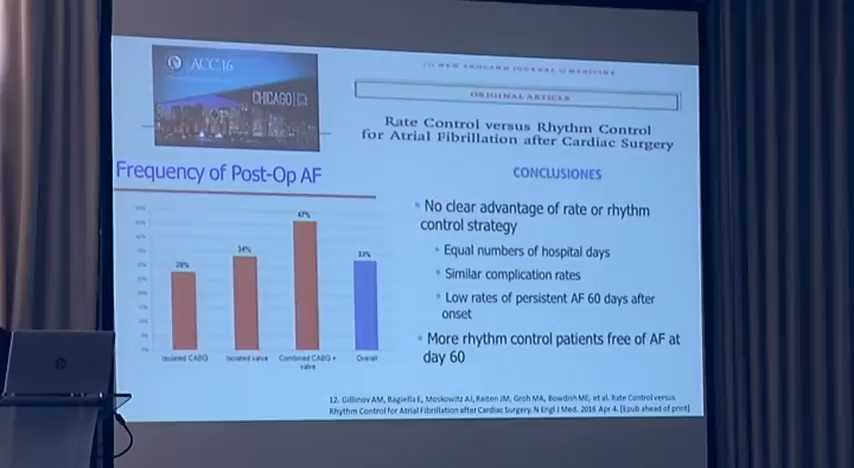 ACC.16
CHICAGO
ORIGINAL ARTICLE
Rate Control versus Rhythm Control
for Atrial Fibrillation after Cardiac Surgery
Frequency of Post-Op AF
28%
34%
47%
33%
Isolated CABG
Isolated valve
Combined CABG +
valve
Overall
CONCLUSIONES
No clear advantage of rate or rhythm
control strategy
Equal numbers of hospital days
Similar complication rates
Low rates of persistent AF 60 days after
onset
More rhythm control patients free of AF at
day 60
12. Gillinov AM, Bagiella E, Moskowitz AJ, Raiten JM, Groh MA, Bowdish ME, et al. Rate Control versus
Rhythm Control for Atrial Fibrillation after Cardiac Surgery. N Engl J Med. 2016 Apr 4. [Epub ahead of print]
hp